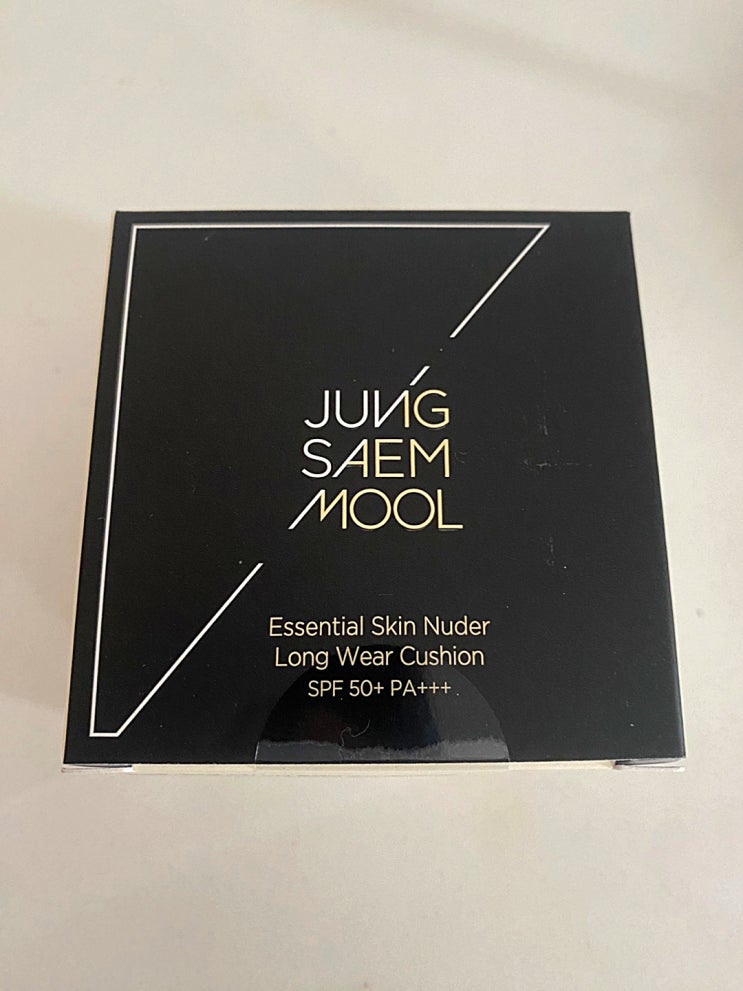 JUNG
SAEM
MOOL
Essential Skin Nuder
Long Wear Cushion
SPF 50+ PA+++